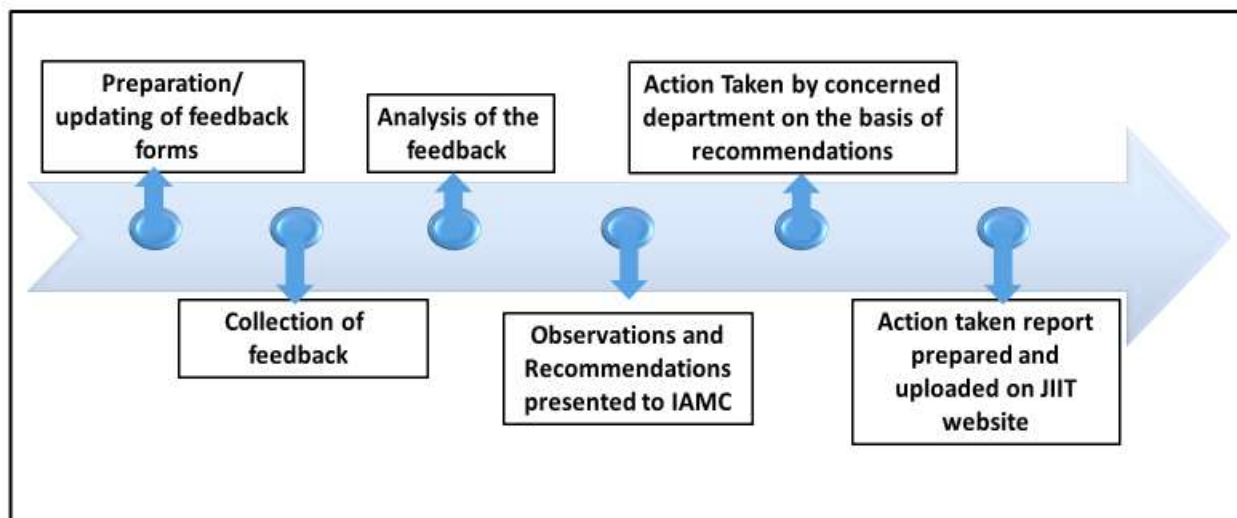 Preparation/
updating of feedback
forms
Collection of
feedback
Analysis of the
feedback
Observations and
Recommendations
presented to IAMC
Action Taken by concerned
department on the basis of
recommendations
Action taken report
prepared and
uploaded on JIIT
website